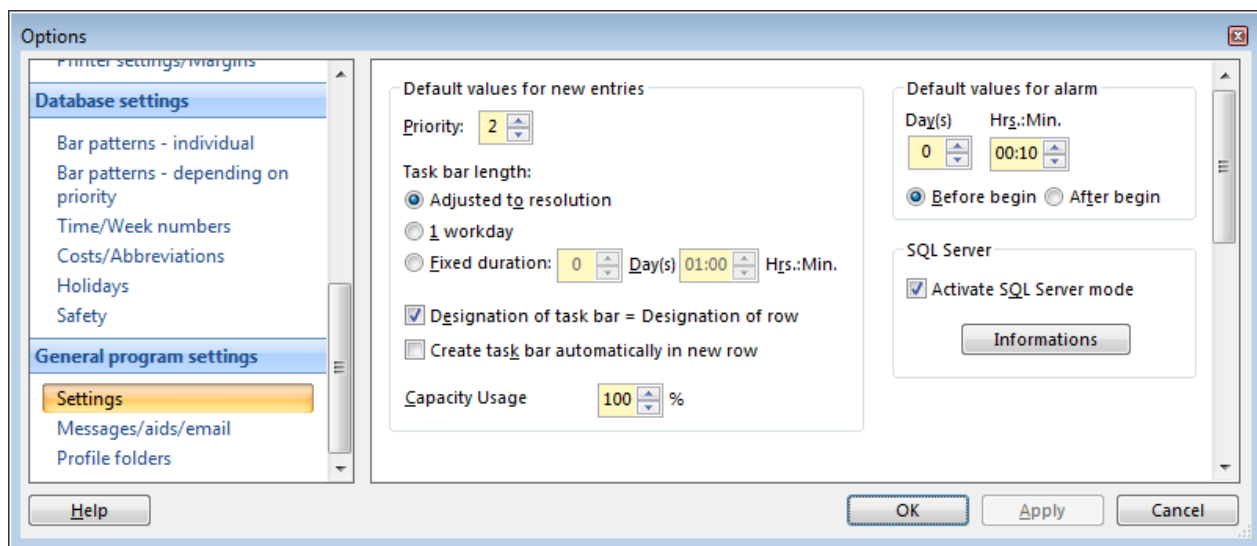 Options
Printer settings/Margins
Database settings
Bar patterns - individual
Bar patterns - depending on
priority
Time/Week numbers
Costs/Abbreviations
Holidays
Safety
General program settings
Settings
Messages/aids/email
Profile folders
Default values for new entries
Priority: 2
Task bar length:
Adjusted to resolution
1 workday
Fixed duration: 0 Day(s) 01:00 Hrs.:Min.
Designation of task bar = Designation of row
Create task bar automatically in new row
Capacity Usage 100 %
Default values for alarm
Day(s) Hrs.:Min.
0 00:10
Before begin After begin
SQL Server
Activate SQL Server mode
Informations
Help OK Apply Cancel